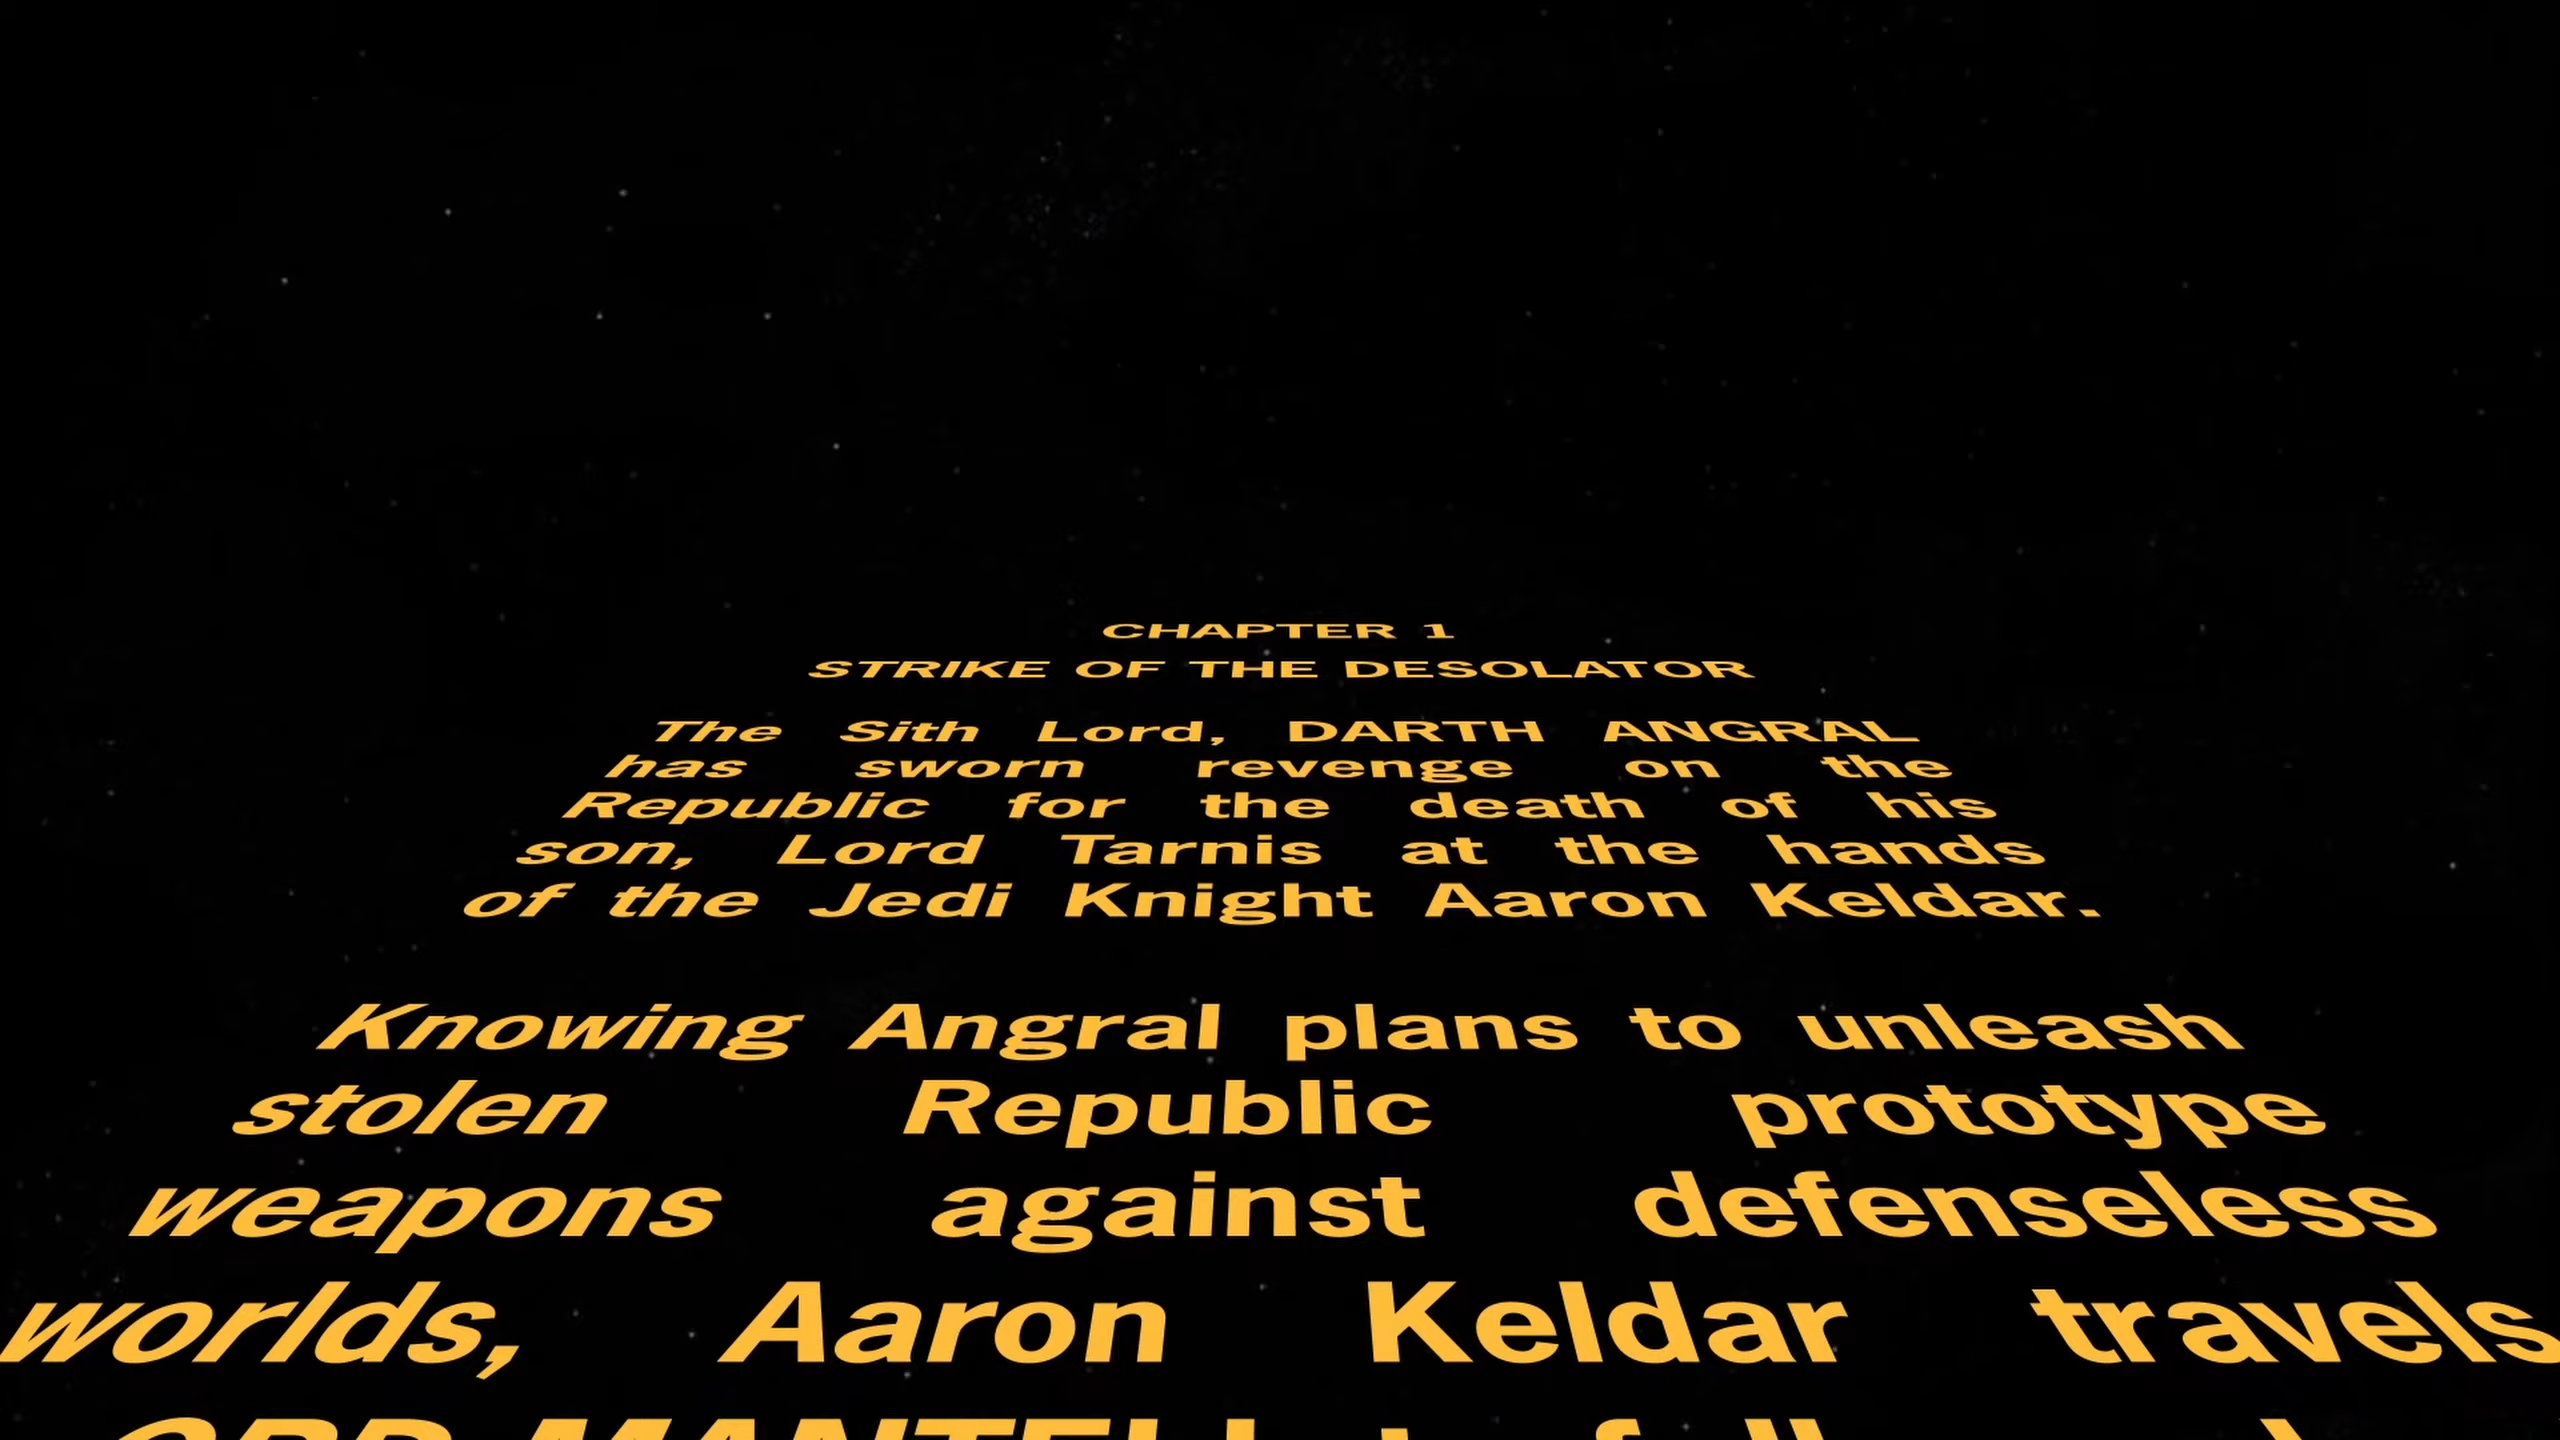 CHAPTER 1
STRIKE OF THE DESOLATOR
The Sith Lord, DARTH ANGRAL
has sworn revenge on the
Republic for the death of his
son, Lord Tarnis at the hands
of the Jedi Knight Aaron Keldar.
Knowing Angral plans to unleash
stolen Republic prototype
weapons against defenseless
worlds, Aaron Keldar travels